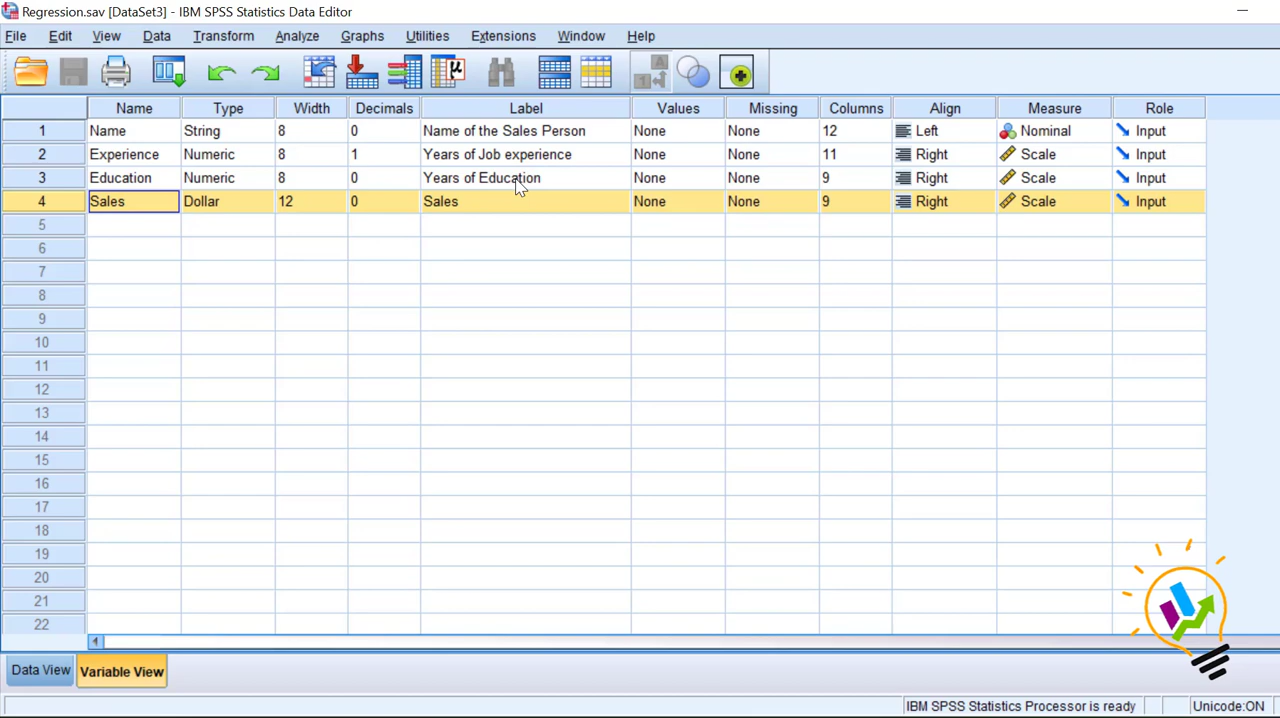 Regression.sav [DataSet3] - IBM SPSS Statistics Data Editor
File Edit View Data Transform Analyze Graphs Utilities Extensions Window Help
Name Type Width Decimals Label Values Missing Columns Align Measure Role
1 Name String 8 0 Name of the Sales Person None None 12 Left Nominal Input
2 Experience Numeric 8 1 Years of Job experience None None 11 Right Scale Input
3 Education Numeric 8 0 Years of Education None None 9 Right Scale Input
4 Sales Dollar 12 0 Sales None None 9 Right Scale Input
5
6
7
8
9
10
11
12
13
14
15
16
17
18
19
20
21
22
Data View Variable View
IBM SPSS Statistics Processor is ready Unicode:ON